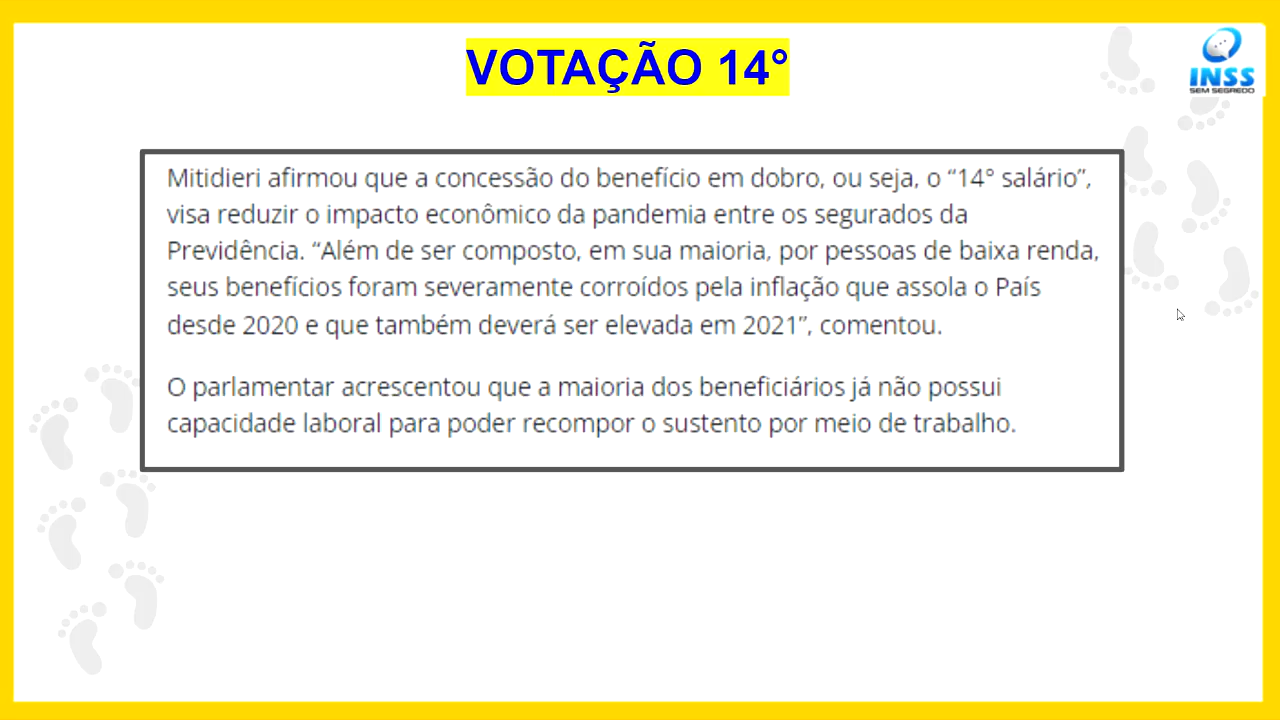 VOTAÇÃO 14°
INSS
SEM SEGREDO
Mitidieri afirmou que a concessão do benefício em dobro, ou seja, o “14° salário”,
visa reduzir o impacto econômico da pandemia entre os segurados da
Previdência. “Além de ser composto, em sua maioria, por pessoas de baixa renda,
seus benefícios foram severamente corroídos pela inflação que assola o País
desde 2020 e que também deverá ser elevada em 2021”, comentou.
O parlamentar acrescentou que a maioria dos beneficiários já não possui
capacidade laboral para poder recompor o sustento por meio de trabalho.